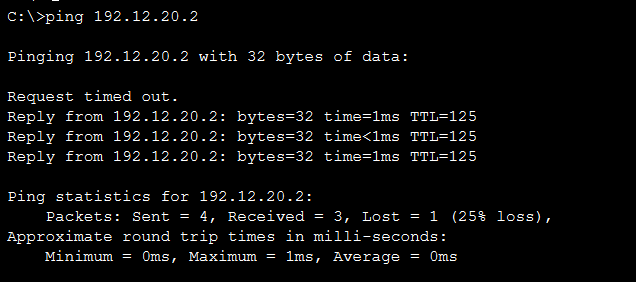 C:\>ping 192.12.20.2
Pinging 192.12.20.2 with 32 bytes of data:
Request timed out.
Reply from 192.12.20.2: bytes=32 time=1ms TTL=125
Reply from 192.12.20.2: bytes=32 time<1ms TTL=125
Reply from 192.12.20.2: bytes=32 time=1ms TTL=125
Ping statistics for 192.12.20.2:
    Packets: Sent = 4, Received = 3, Lost = 1 (25% loss),
Approximate round trip times in milli-seconds:
    Minimum = 0ms, Maximum = 1ms, Average = 0ms